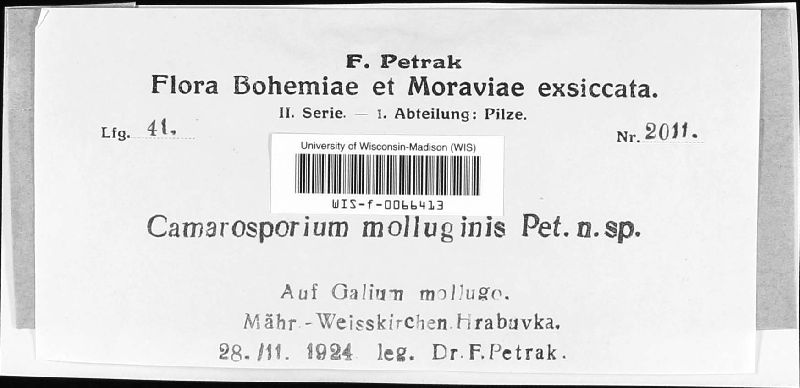 F. Petrak
Flora Bohemiae et Moraviae exsiccata.
II. Serie. — I. Abteilung: Pilze.
Lfg. 41. Nr. 2011.
University of Wisconsin-Madison (WIS)
WIS-f-0066413
Camarosporium molluginis Pet. n. sp.
Auf Galium mollugo.
Mähr.-Weisskirchen. Hrabuvka.
28./11. 1924 leg. Dr. F. Petrak.